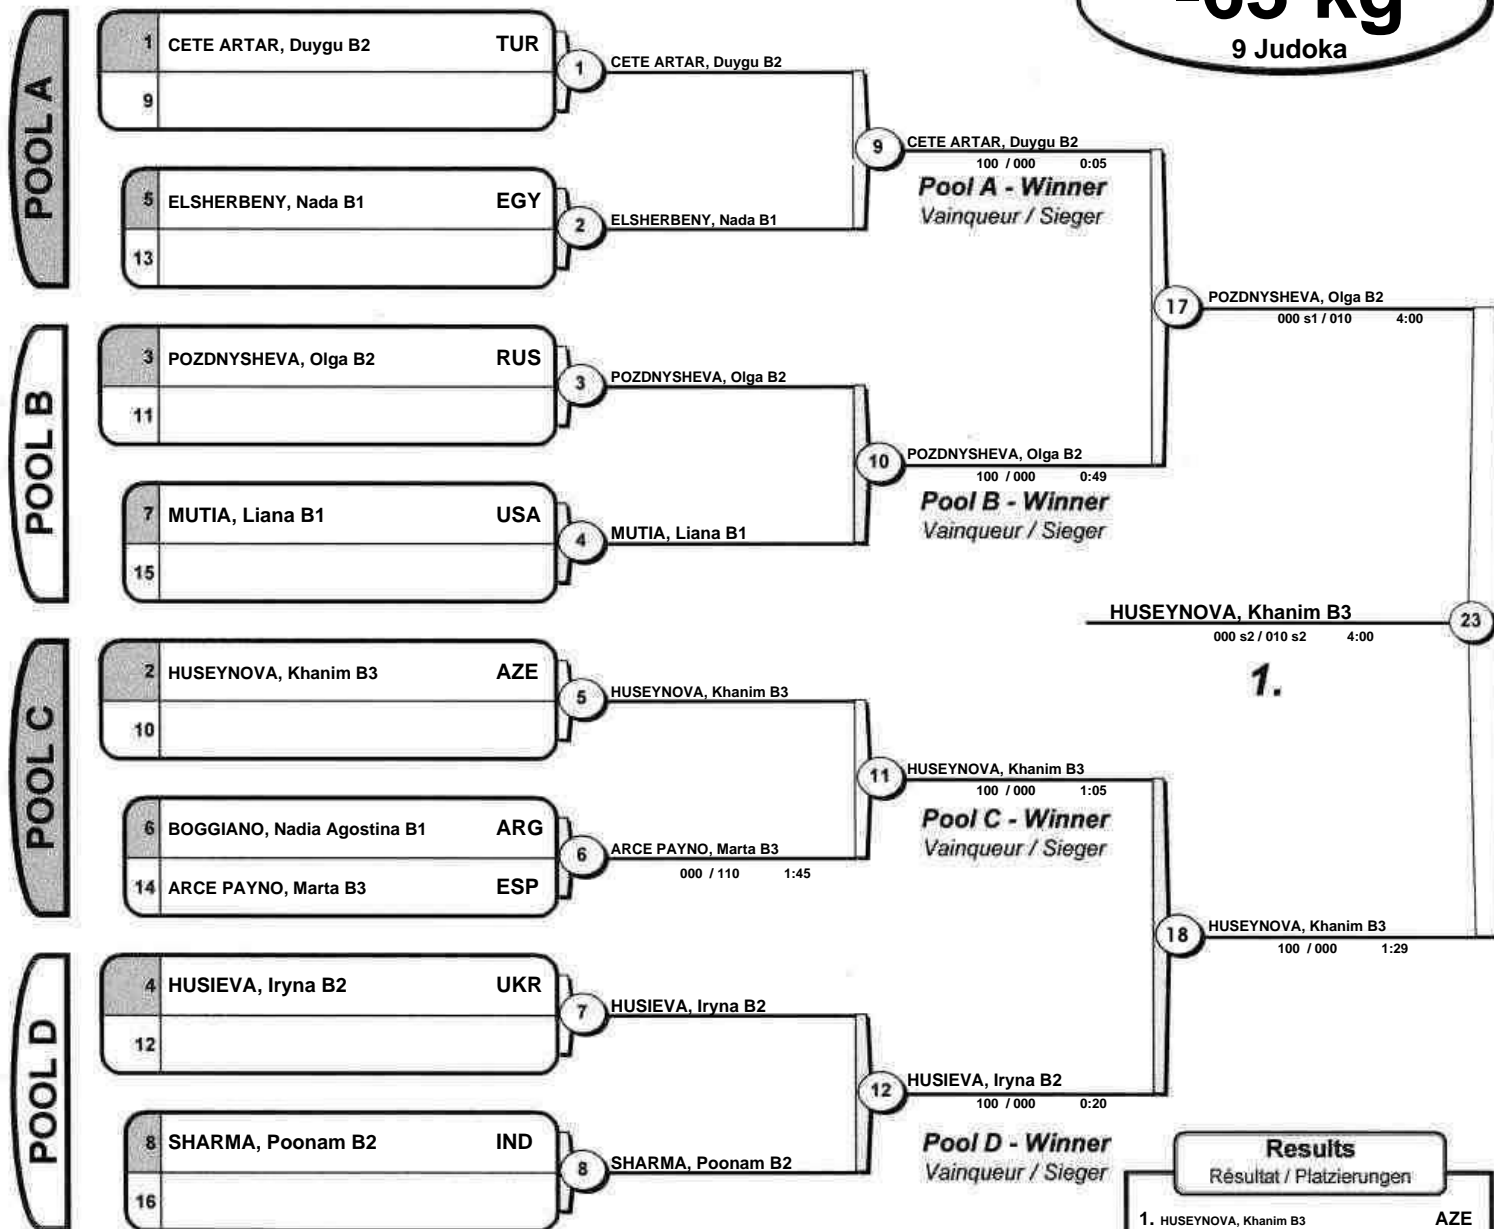 -63 kg
9 Judoka
POOL A
1 CETE ARTAR, Duygu B2 TUR
9
5 ELSHERBENY, Nada B1 EGY
13
1 CETE ARTAR, Duygu B2
2 ELSHERBENY, Nada B1
9 CETE ARTAR, Duygu B2
100 / 000 0:05
Pool A - Winner
Vainqueur / Sieger
POOL B
3 POZDNYSHEVA, Olga B2 RUS
11
7 MUTIA, Liana B1 USA
15
3 POZDNYSHEVA, Olga B2
4 MUTIA, Liana B1
10 POZDNYSHEVA, Olga B2
100 / 000 0:49
Pool B - Winner
Vainqueur / Sieger
17 POZDNYSHEVA, Olga B2
000 s1 / 010 4:00
HUSEYNOVA, Khanim B3 23
000 s2 / 010 s2 4:00
1.
POOL C
2 HUSEYNOVA, Khanim B3 AZE
10
6 BOGGIANO, Nadia Agostina B1 ARG
14 ARCE PAYNO, Marta B3 ESP
5 HUSEYNOVA, Khanim B3
6 ARCE PAYNO, Marta B3
000 / 110 1:45
11 HUSEYNOVA, Khanim B3
100 / 000 1:05
Pool C - Winner
Vainqueur / Sieger
POOL D
4 HUSIEVA, Iryna B2 UKR
12
8 SHARMA, Poonam B2 IND
16
7 HUSIEVA, Iryna B2
8 SHARMA, Poonam B2
12 HUSIEVA, Iryna B2
100 / 000 0:20
Pool D - Winner
Vainqueur / Sieger
18 HUSEYNOVA, Khanim B3
100 / 000 1:29
Results
Résultat / Platzierungen
1. HUSEYNOVA, Khanim B3 AZE